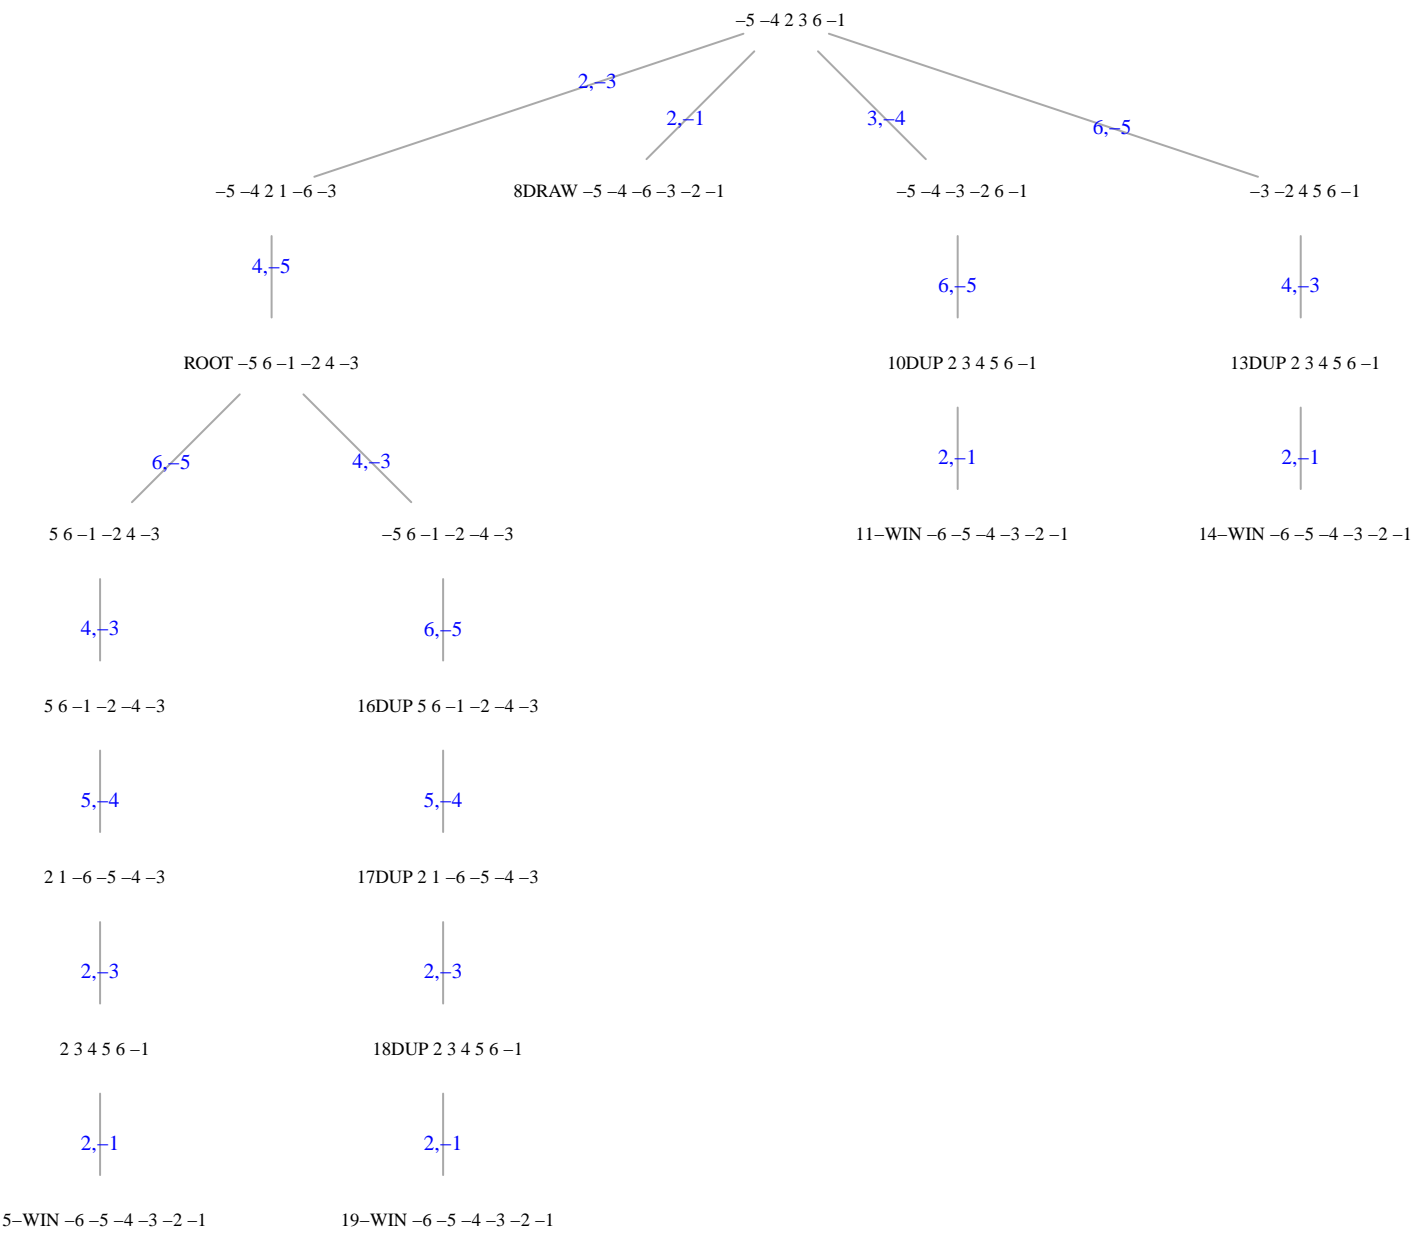 –5 –4 2 3 6 –1
2,–3
2,–1
3,–4
6,–5
–5 –4 2 1 –6 –3
8DRAW –5 –4 –6 –3 –2 –1
–5 –4 –3 –2 6 –1
–3 –2 4 5 6 –1
4,–5
6,–5
4,–3
ROOT –5 6 –1 –2 4 –3
10DUP 2 3 4 5 6 –1
13DUP 2 3 4 5 6 –1
6,–5
4,–3
2,–1
2,–1
5 6 –1 –2 4 –3
–5 6 –1 –2 –4 –3
11–WIN –6 –5 –4 –3 –2 –1
14–WIN –6 –5 –4 –3 –2 –1
4,–3
6,–5
5 6 –1 –2 –4 –3
16DUP 5 6 –1 –2 –4 –3
5,–4
5,–4
2 1 –6 –5 –4 –3
17DUP 2 1 –6 –5 –4 –3
2,–3
2,–3
2 3 4 5 6 –1
18DUP 2 3 4 5 6 –1
2,–1
2,–1
5–WIN –6 –5 –4 –3 –2 –1
19–WIN –6 –5 –4 –3 –2 –1